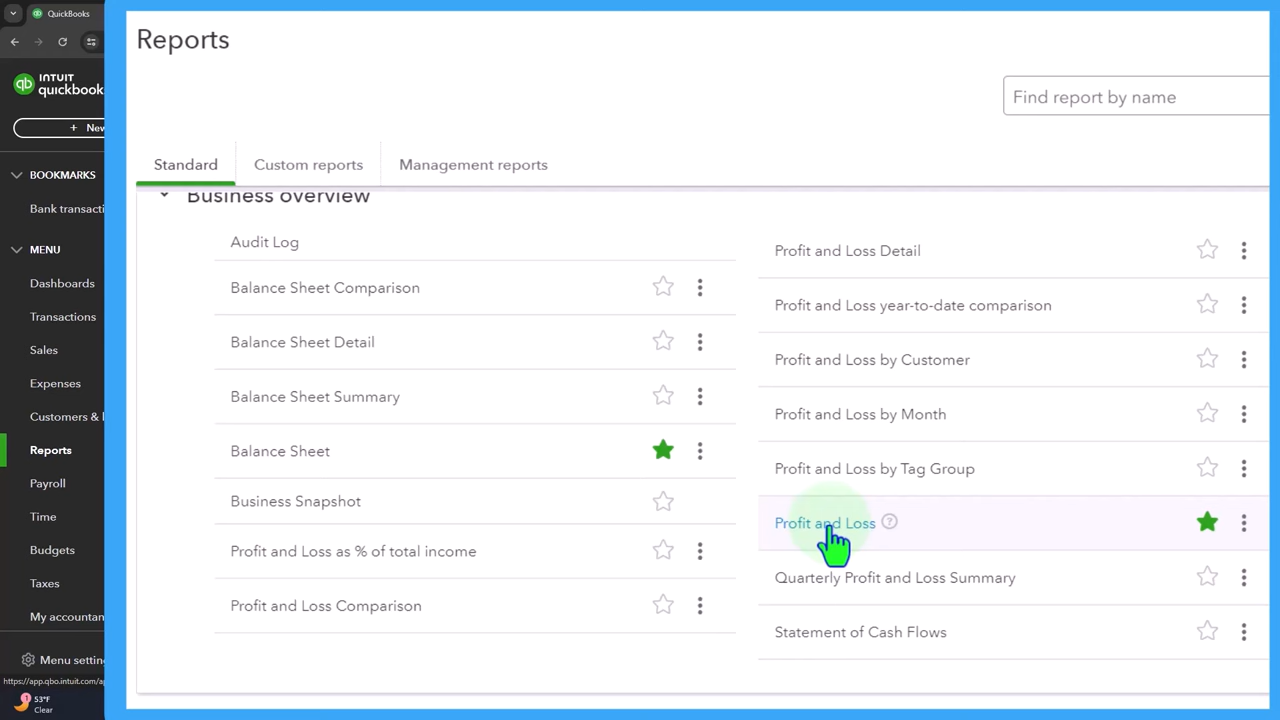 QuickBooks
INTUIT
quickbooks
+ New
BOOKMARKS
Bank transacti
MENU
Dashboards
Transactions
Sales
Expenses
Customers &
Reports
Payroll
Time
Budgets
Taxes
My accountan
Menu settin
https://app.qbo.intuit.com/ap
1
53°F
Clear
Reports
Find report by name
Standard
Custom reports
Management reports
Business overview
Audit Log
Balance Sheet Comparison
Balance Sheet Detail
Balance Sheet Summary
Balance Sheet
Business Snapshot
Profit and Loss as % of total income
Profit and Loss Comparison
Profit and Loss Detail
Profit and Loss year-to-date comparison
Profit and Loss by Customer
Profit and Loss by Month
Profit and Loss by Tag Group
Profit and Loss ?
Quarterly Profit and Loss Summary
Statement of Cash Flows